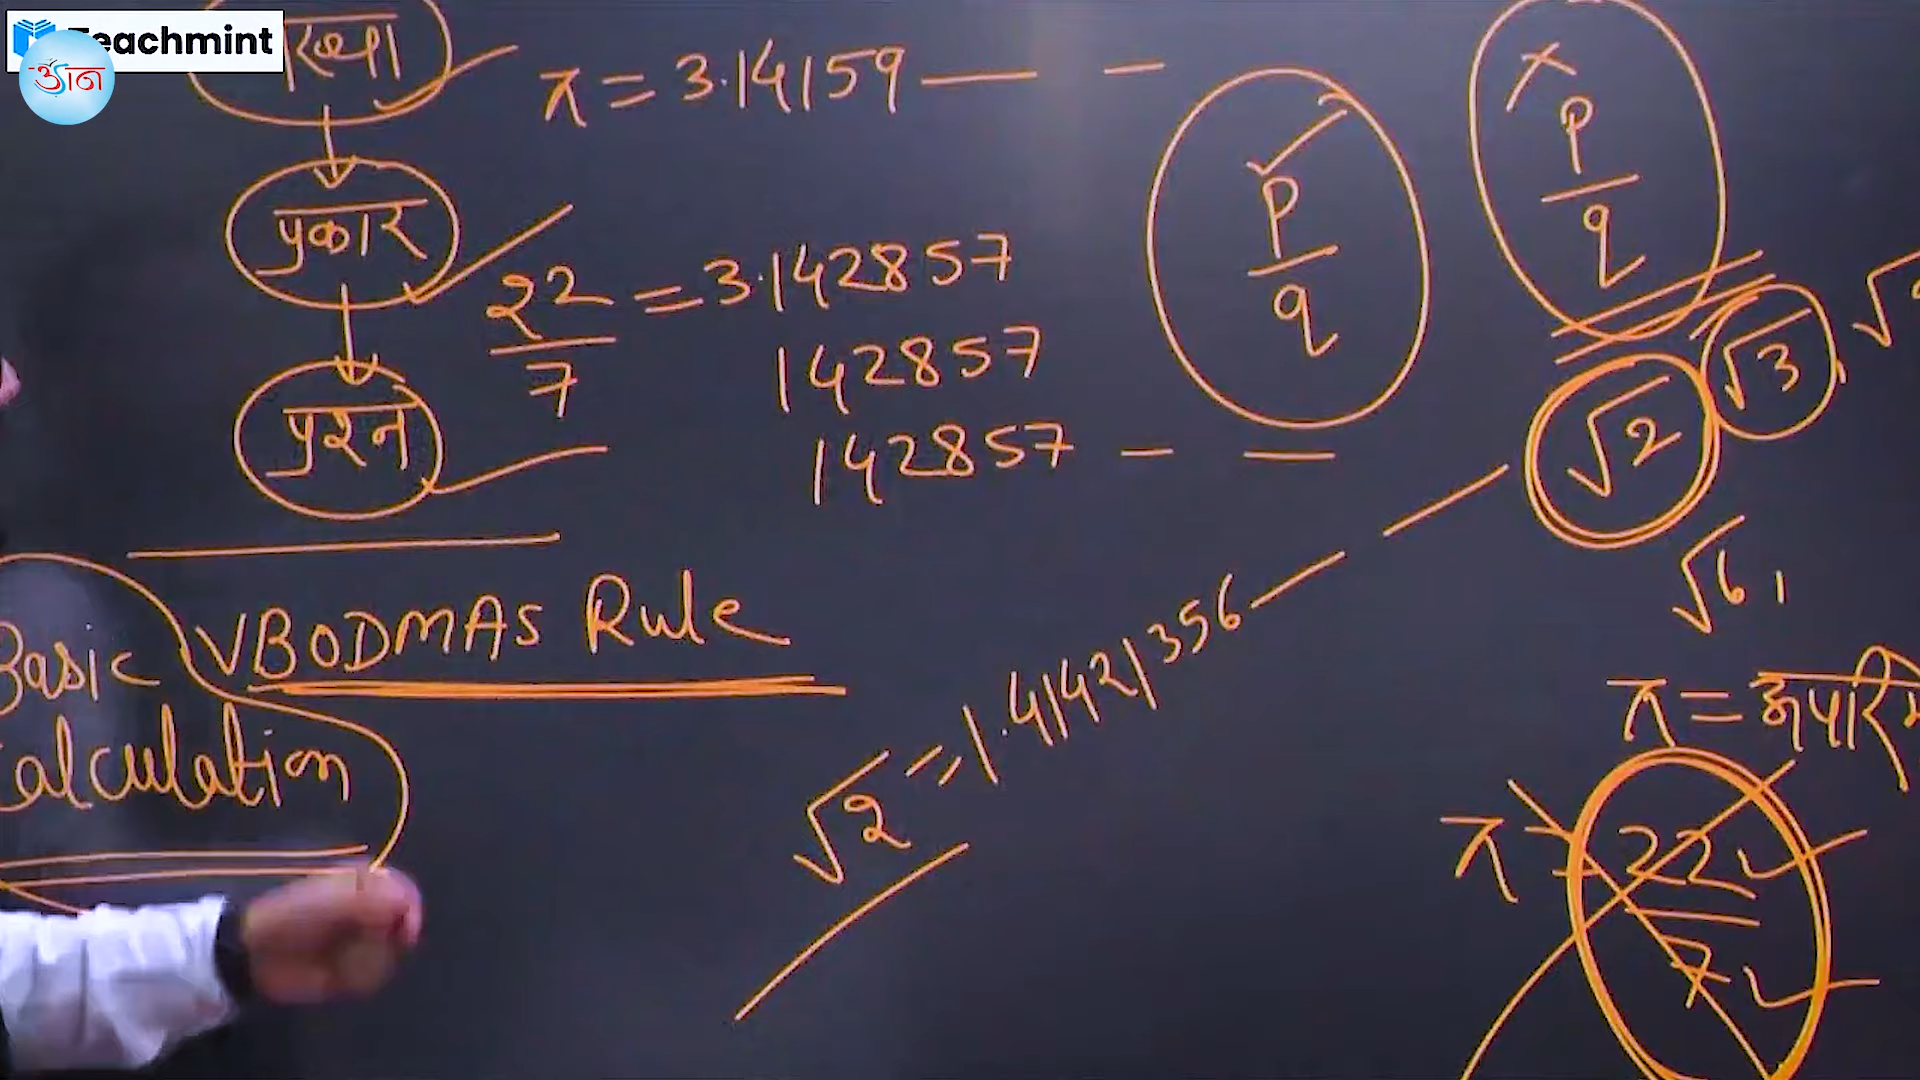 Teachmint
ज्ञान
π = 3.14159 — —
प्रकार
22/7 = 3.142857
142857
142857 — —
प्रश्न
p/q
× p/q
√2
√3,
√6,
VBODMAS Rule
Basic
Calculation
√2 = 1.41421356 — —
π =
π = 22/7